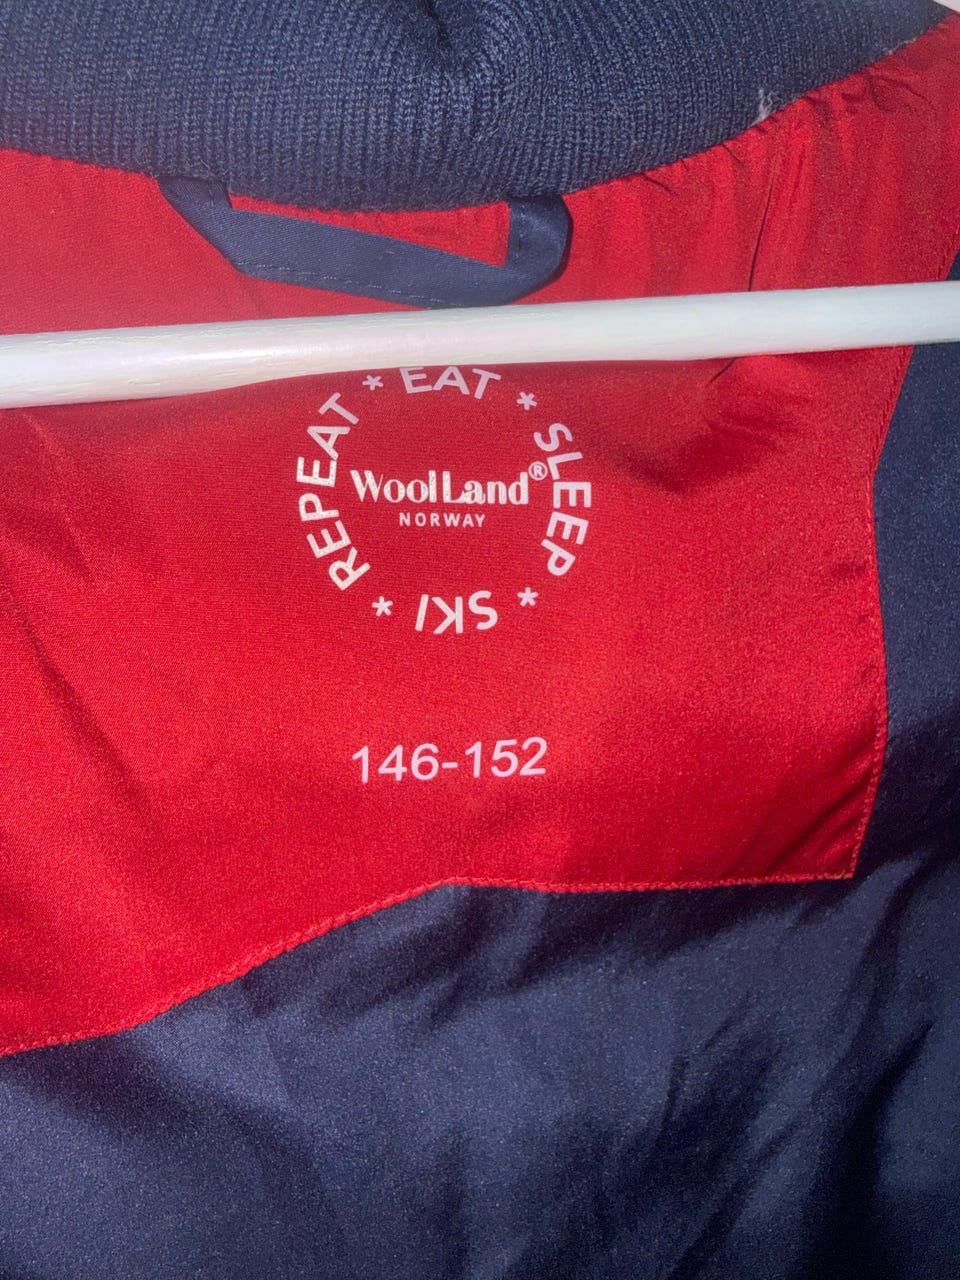 EAT * SLEEP * SKI * REPEAT *
WoolLand®
NORWAY
146-152